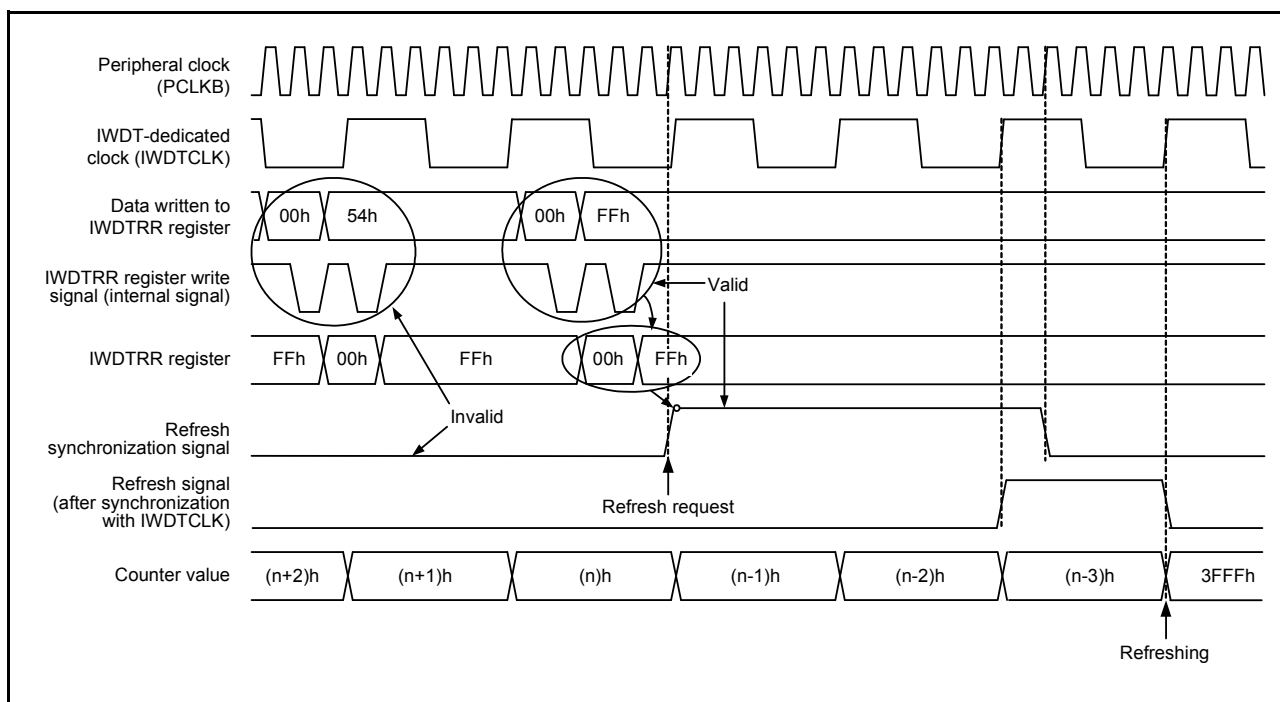 Peripheral clock
(PCLKB)
IWDT-dedicated
clock (IWDTCLK)
Data written to
IWDTRR register
00h
54h
00h
FFh
IWDTRR register write
signal (internal signal)
Valid
IWDTRR register
FFh
00h
FFh
00h
FFh
Invalid
Refresh
synchronization signal
Refresh request
Refresh signal
(after synchronization
with IWDTCLK)
Counter value
(n+2)h
(n+1)h
(n)h
(n-1)h
(n-2)h
(n-3)h
3FFFh
Refreshing